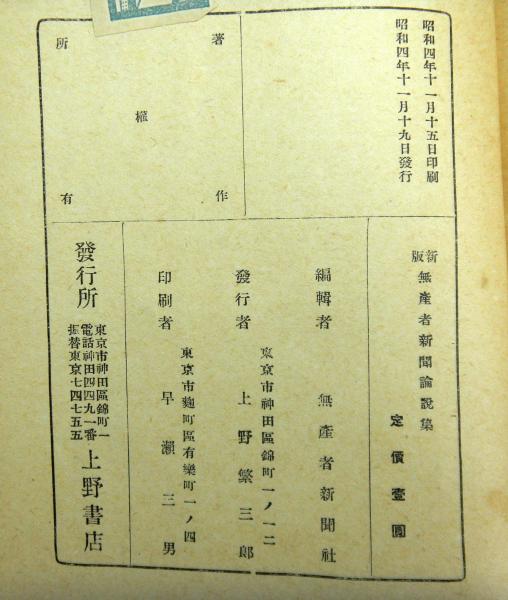 昭和四年十一月十五日印刷
昭和四年十一月十九日發行
著作
權
所有
新版 無產者新聞論說集
定價壹圓
編輯者 無產者新聞社
東京市神田區錦町一ノ一二
發行者 上野繁三郎
東京市麴町區有樂町一ノ四
印刷者 早瀨三男
發行所
東京市神田區錦町一
電話神田四四九一番
振替東京七四七五五
上野書店